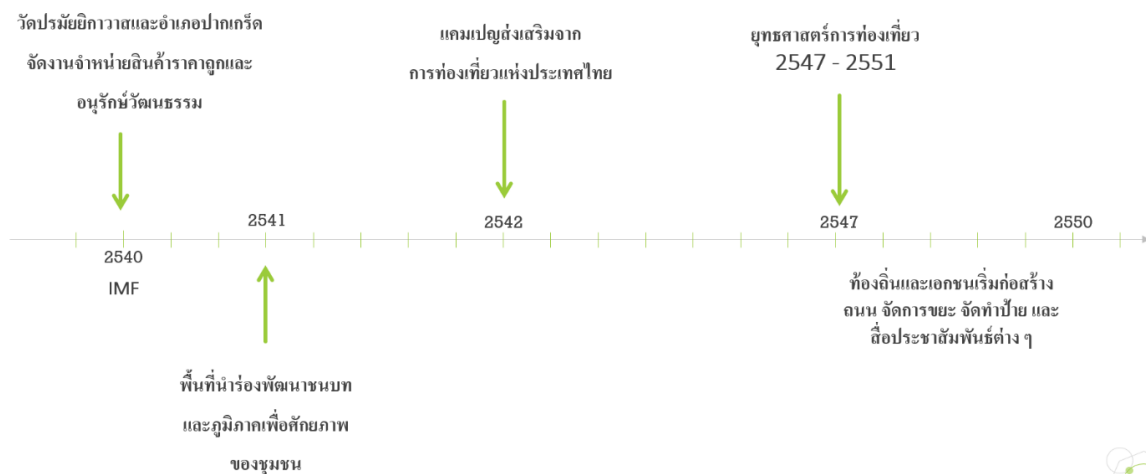 วัดปรมัยยิกาวาสและอำเภอปากเกร็ด
จัดงานจำหน่ายสินค้าราคาถูกและ
อนุรักษ์วัฒนธรรม
แคมเปญส่งเสริมจาก
การท่องเที่ยวแห่งประเทศไทย
ยุทธศาสตร์การท่องเที่ยว
2547 - 2551
2541
2542
2547
2550
2540
IMF
ท้องถิ่นและเอกชนเริ่มก่อสร้าง
ถนน จัดการขยะ จัดทำป้าย และ
สื่อประชาสัมพันธ์ต่าง ๆ
พื้นที่นำร่องพัฒนาชนบท
และภูมิภาคเพื่อศักยภาพ
ของชุมชน